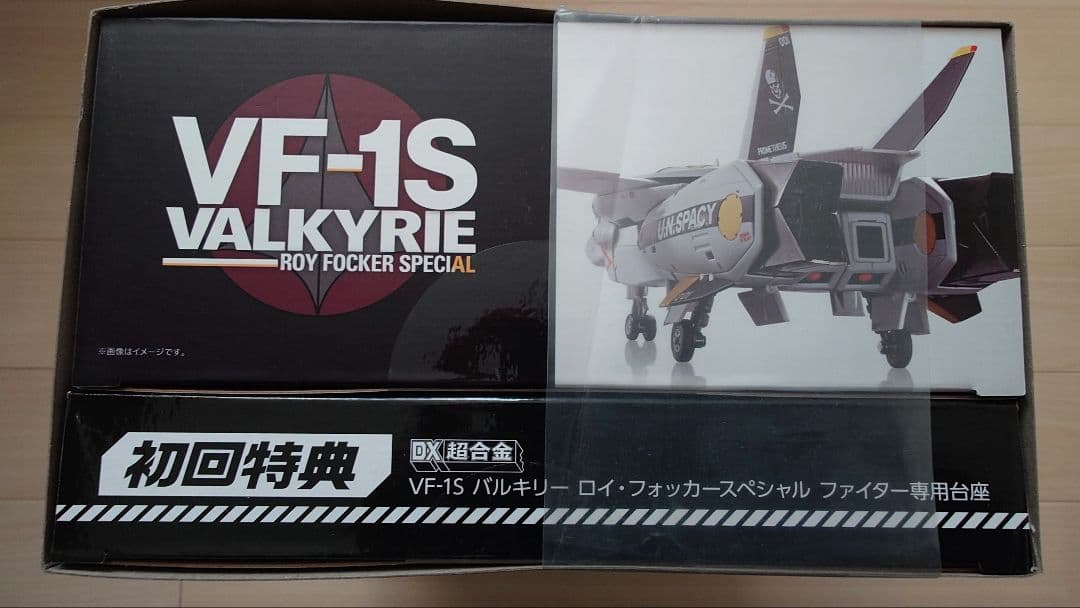 VF-1S
VALKYRIE
ROY FOCKER SPECIAL
※画像はイメージです。
001
PROMETHEUS
U.N.SPACY
初回特典
DX超合金
VF-1S バルキリー ロイ・フォッカースペシャル ファイター専用台座